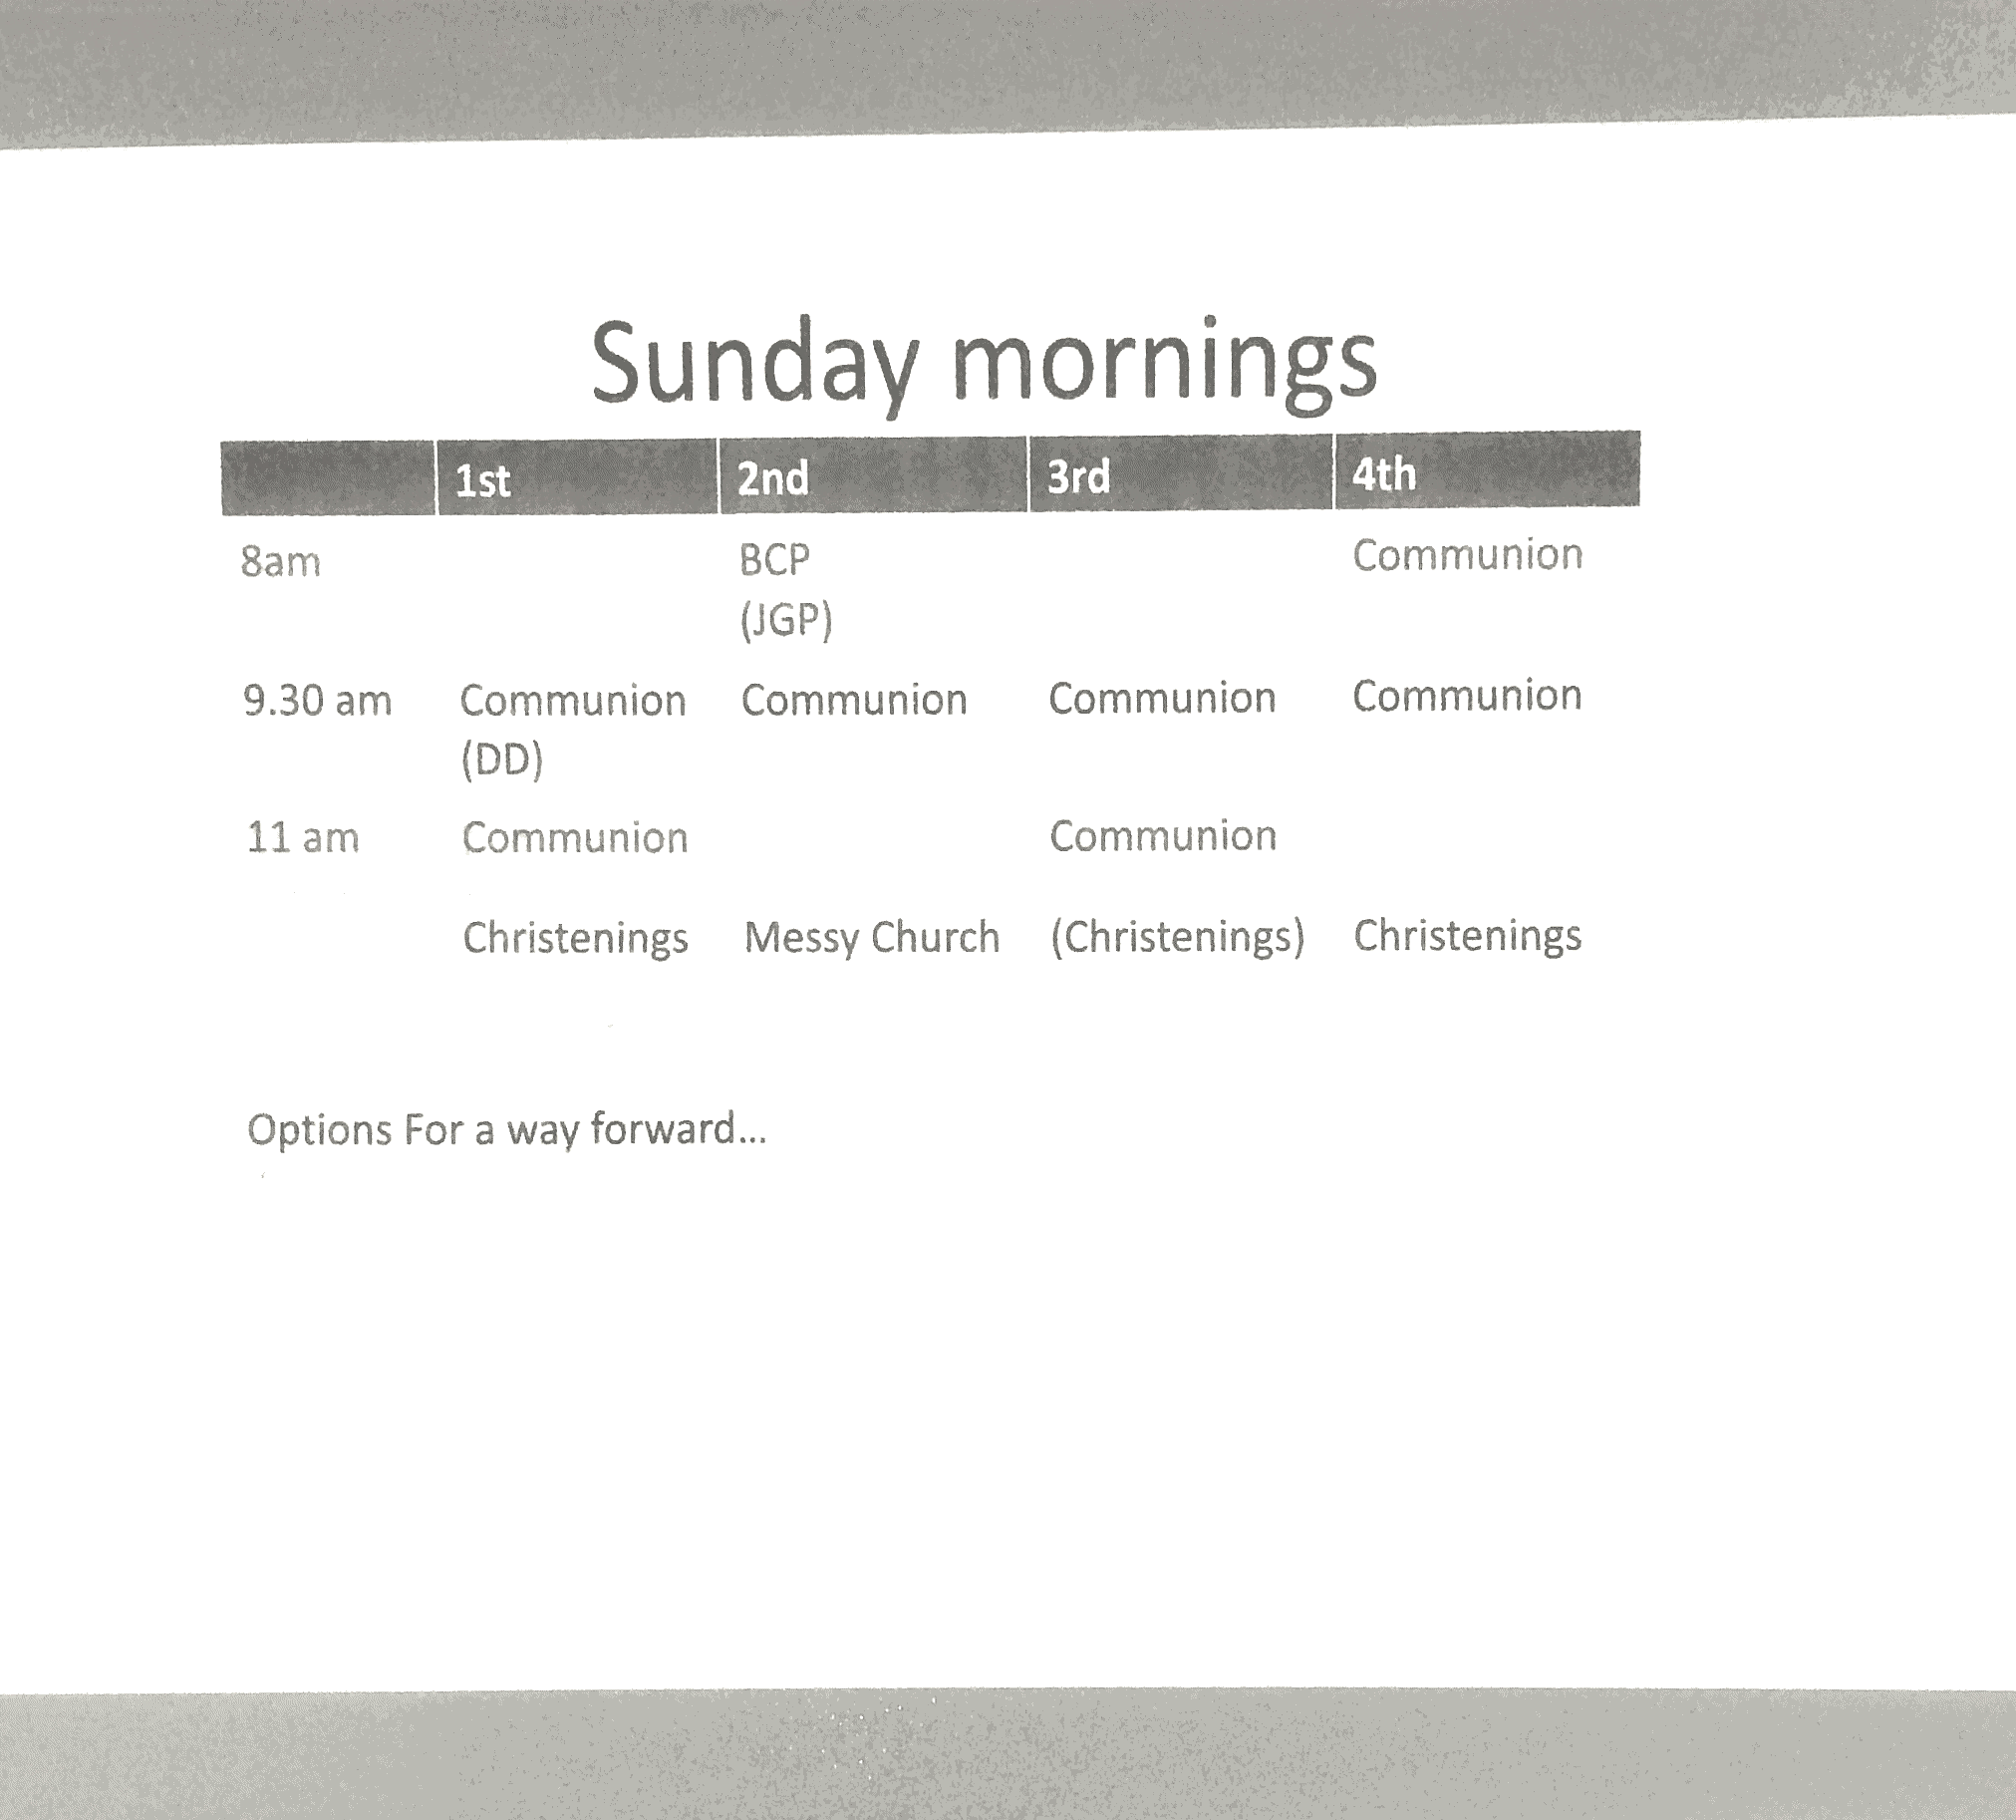 Sunday mornings
1st 2nd 3rd 4th
8am BCP Communion
(JGP)
9.30 am Communion Communion Communion Communion
(DD)
11 am Communion Communion
Christenings Messy Church (Christenings) Christenings
Options For a way forward...